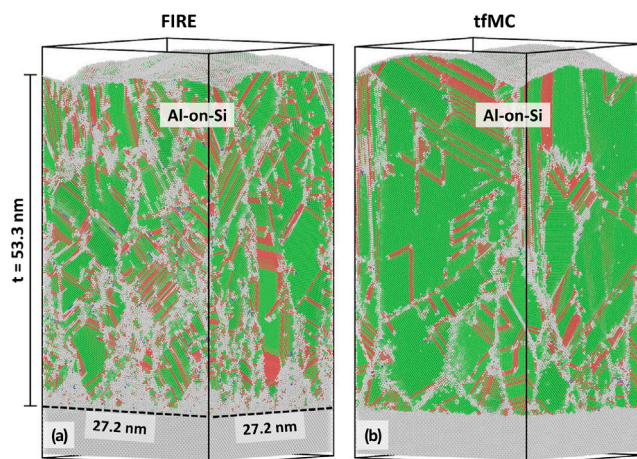 FIRE
tfMC
Al-on-Si
Al-on-Si
t = 53.3 nm
27.2 nm
27.2 nm
(a)
(b)